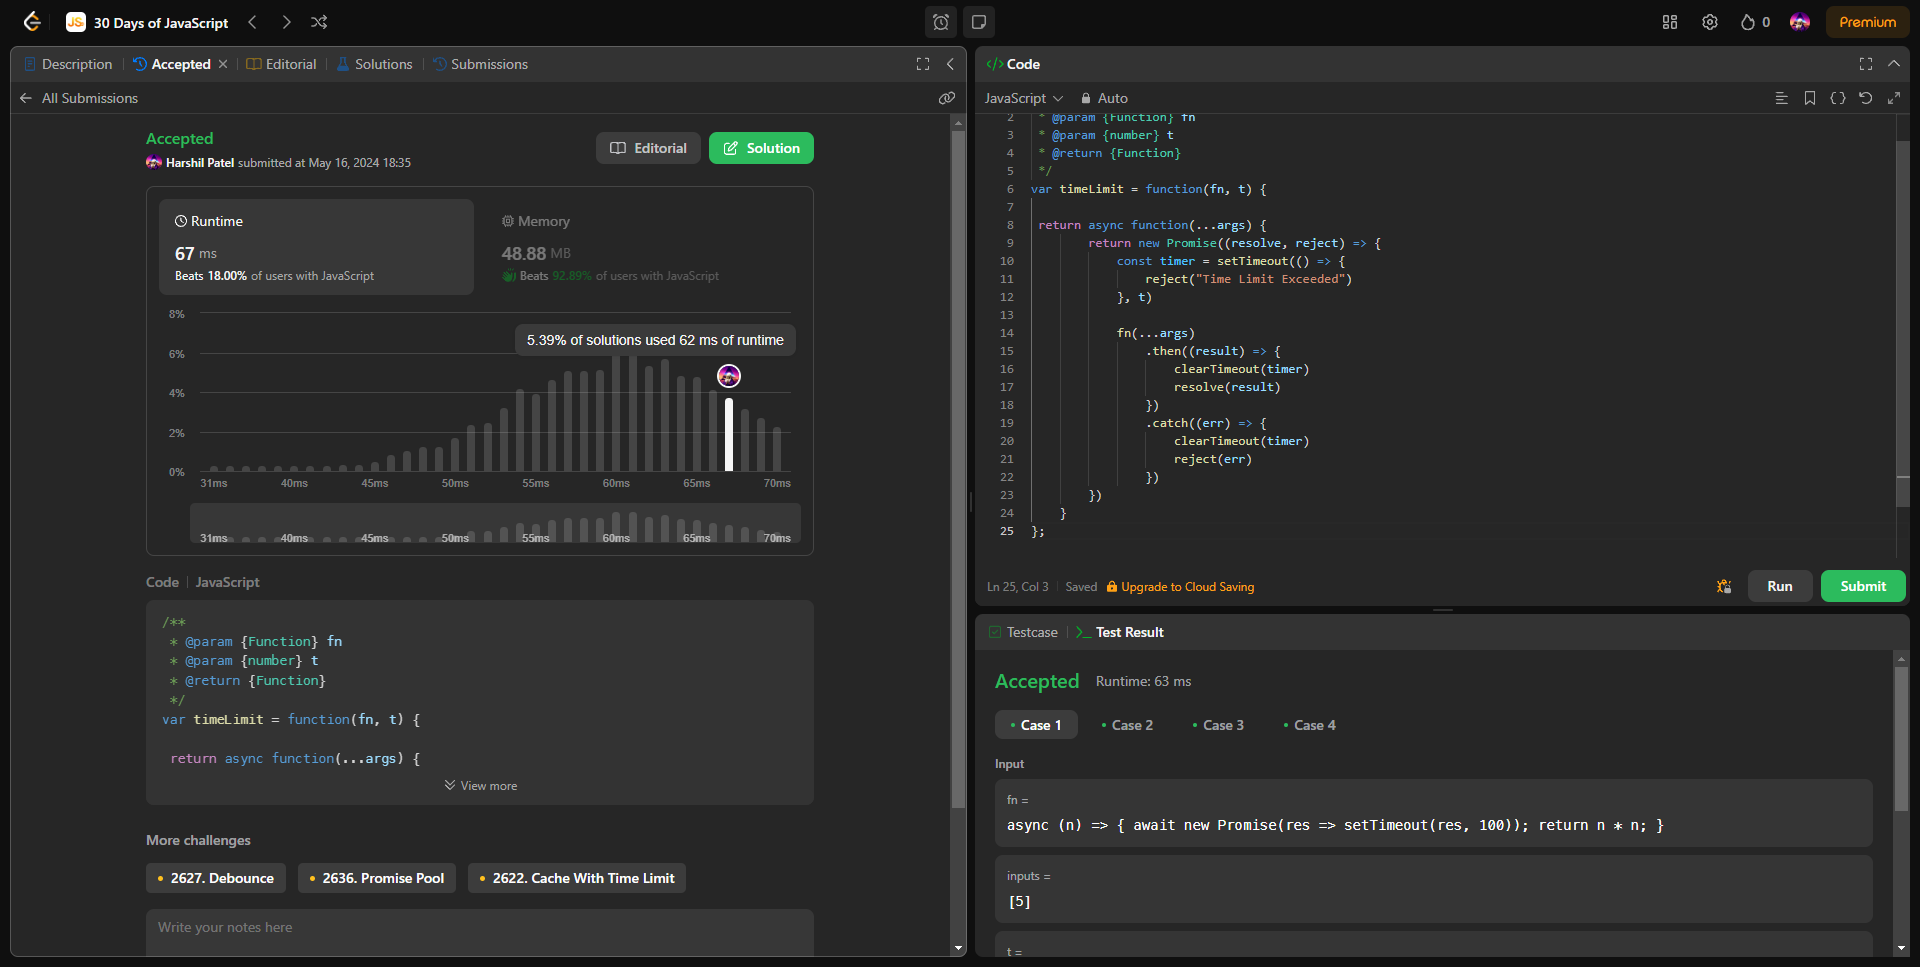 30 Days of JavaScript
0
Premium
Description
Accepted
Editorial
Solutions
Submissions
All Submissions
Accepted
Harshil Patel submitted at May 16, 2024 18:35
Editorial
Solution
Runtime
67 ms
Beats 18.00% of users with JavaScript
Memory
48.88 MB
Beats 92.89% of users with JavaScript
8%
6%
4%
2%
0%
5.39% of solutions used 62 ms of runtime
31ms 40ms 45ms 50ms 55ms 60ms 65ms 70ms
31ms 40ms 45ms 50ms 55ms 60ms 65ms 70ms
Code | JavaScript
/**
 * @param {Function} fn
 * @param {number} t
 * @return {Function}
 */
var timeLimit = function(fn, t) {
 return async function(...args) {
View more
More challenges
2627. Debounce
2636. Promise Pool
2622. Cache With Time Limit
Write your notes here
</> Code
JavaScript
Auto
2 * @param {Function} fn
3 * @param {number} t
4 * @return {Function}
5 */
6 var timeLimit = function(fn, t) {
7
8 return async function(...args) {
9 return new Promise((resolve, reject) => {
10 const timer = setTimeout(() => {
11 reject("Time Limit Exceeded")
12 }, t)
13
14 fn(...args)
15 .then((result) => {
16 clearTimeout(timer)
17 resolve(result)
18 })
19 .catch((err) => {
20 clearTimeout(timer)
21 reject(err)
22 })
23 })
24 }
25 };
Ln 25, Col 3
Saved
Upgrade to Cloud Saving
Run
Submit
Testcase
>_ Test Result
Accepted
Runtime: 63 ms
Case 1
Case 2
Case 3
Case 4
Input
fn =
async (n) => { await new Promise(res => setTimeout(res, 100)); return n * n; }
inputs =
[5]
t =